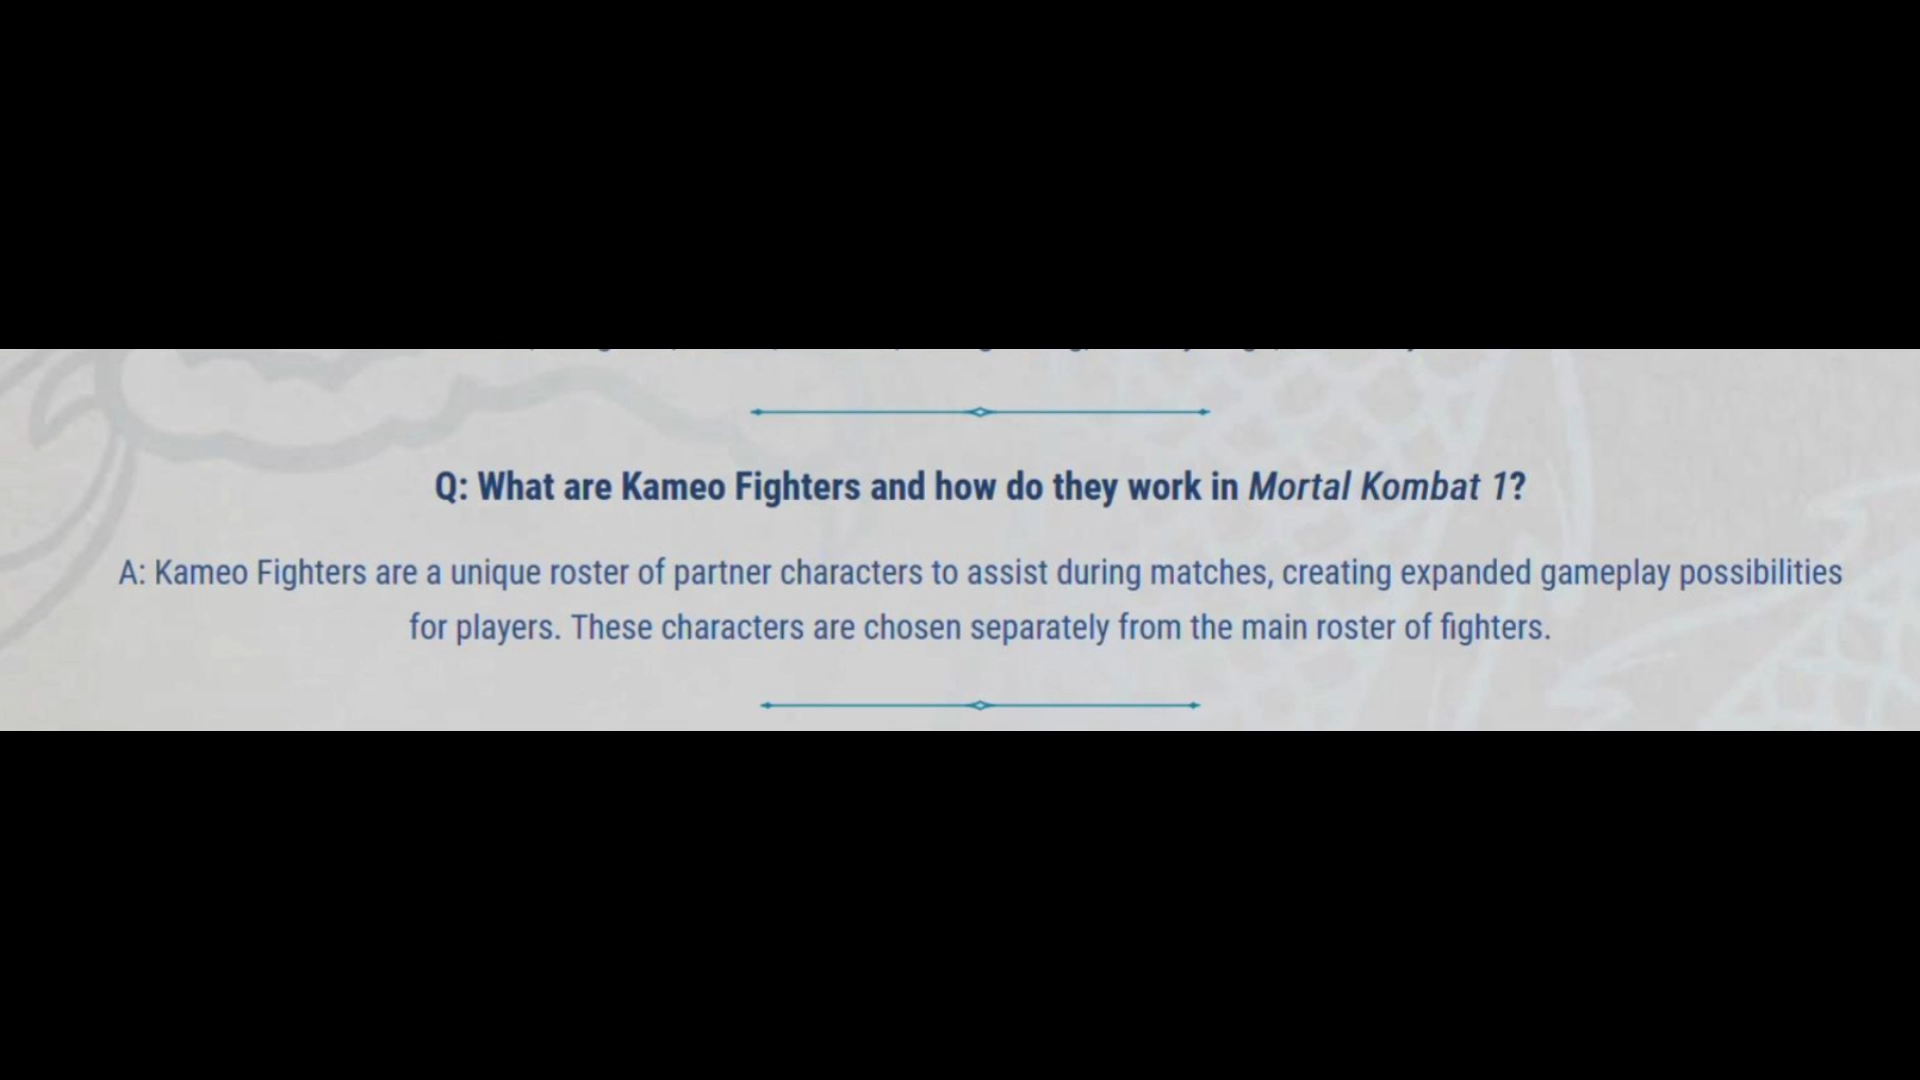 Q: What are Kameo Fighters and how do they work in Mortal Kombat 1?
A: Kameo Fighters are a unique roster of partner characters to assist during matches, creating expanded gameplay possibilities
for players. These characters are chosen separately from the main roster of fighters.